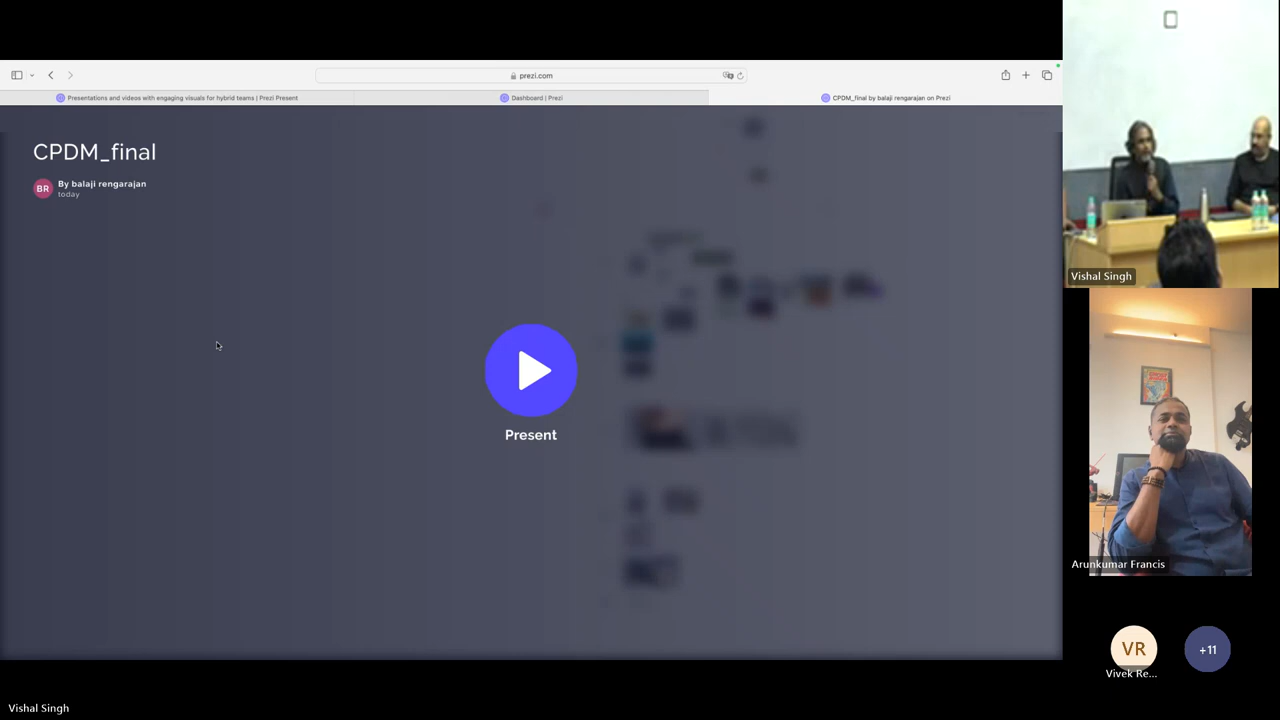 prezi.com
Presentations and videos with engaging visuals for hybrid teams | Prezi Present
Dashboard | Prezi
CPDM_final by balaji rengarajan on Prezi
CPDM_final
BR
By balaji rengarajan
today
Present
Vishal Singh
Arunkumar Francis
VR
+11
Vivek Re...
Vishal Singh